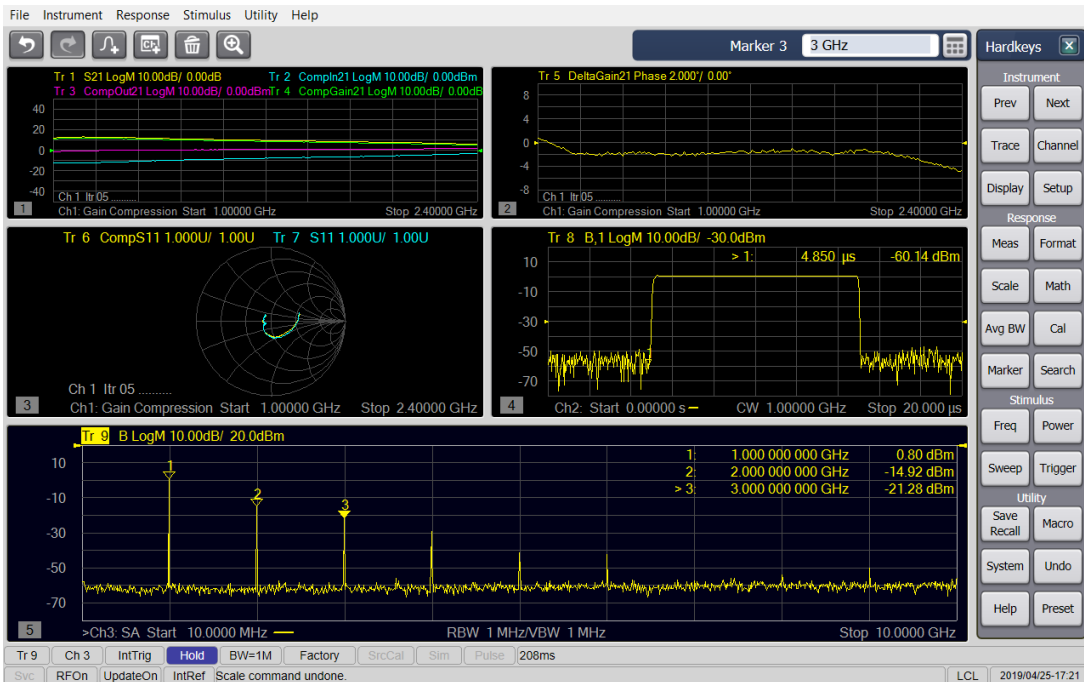 File Instrument Response Stimulus Utility Help
Marker 3 3 GHz
Hardkeys X
Tr 1 S21 LogM 10.00dB/ 0.00dB Tr 2 CompIn21 LogM 10.00dB/ 0.00dBm
Tr 3 CompOut21 LogM 10.00dB/ 0.00dBm Tr 4 CompGain21 LogM 10.00dB/ 0.00dB
40
20
0
-20
-40
Ch 1 Itr 05 ..........
1 Ch1: Gain Compression Start 1.00000 GHz Stop 2.40000 GHz
Tr 5 DeltaGain21 Phase 2.000°/ 0.00°
8
4
0
-4
-8
Ch 1 Itr 05 ..........
2 Ch1: Gain Compression Start 1.00000 GHz Stop 2.40000 GHz
Tr 6 CompS11 1.000U/ 1.00U Tr 7 S11 1.000U/ 1.00U
Ch 1 Itr 05 ..........
3 Ch1: Gain Compression Start 1.00000 GHz Stop 2.40000 GHz
Tr 8 B,1 LogM 10.00dB/ -30.0dBm
> 1: 4.850 µs -60.14 dBm
10
-10
-30
-50
-70
1
4 Ch2: Start 0.00000 s CW 1.00000 GHz Stop 20.000 µs
Tr 9 B LogM 10.00dB/ 20.0dBm
1: 1.000 000 000 GHz 0.80 dBm
2: 2.000 000 000 GHz -14.92 dBm
> 3: 3.000 000 000 GHz -21.28 dBm
10
-10
-30
-50
-70
1
2
3
5 >Ch3: SA Start 10.0000 MHz RBW 1 MHz/VBW 1 MHz Stop 10.0000 GHz
Instrument
Prev Next
Trace Channel
Display Setup
Response
Meas Format
Scale Math
Avg BW Cal
Marker Search
Stimulus
Freq Power
Sweep Trigger
Utility
Save Recall Macro
System Undo
Help Preset
Tr 9 Ch 3 IntTrig Hold BW=1M Factory SrcCal Sim Pulse 208ms
Svc RFOn UpdateOn IntRef Scale command undone. LCL 2019/04/25-17:21